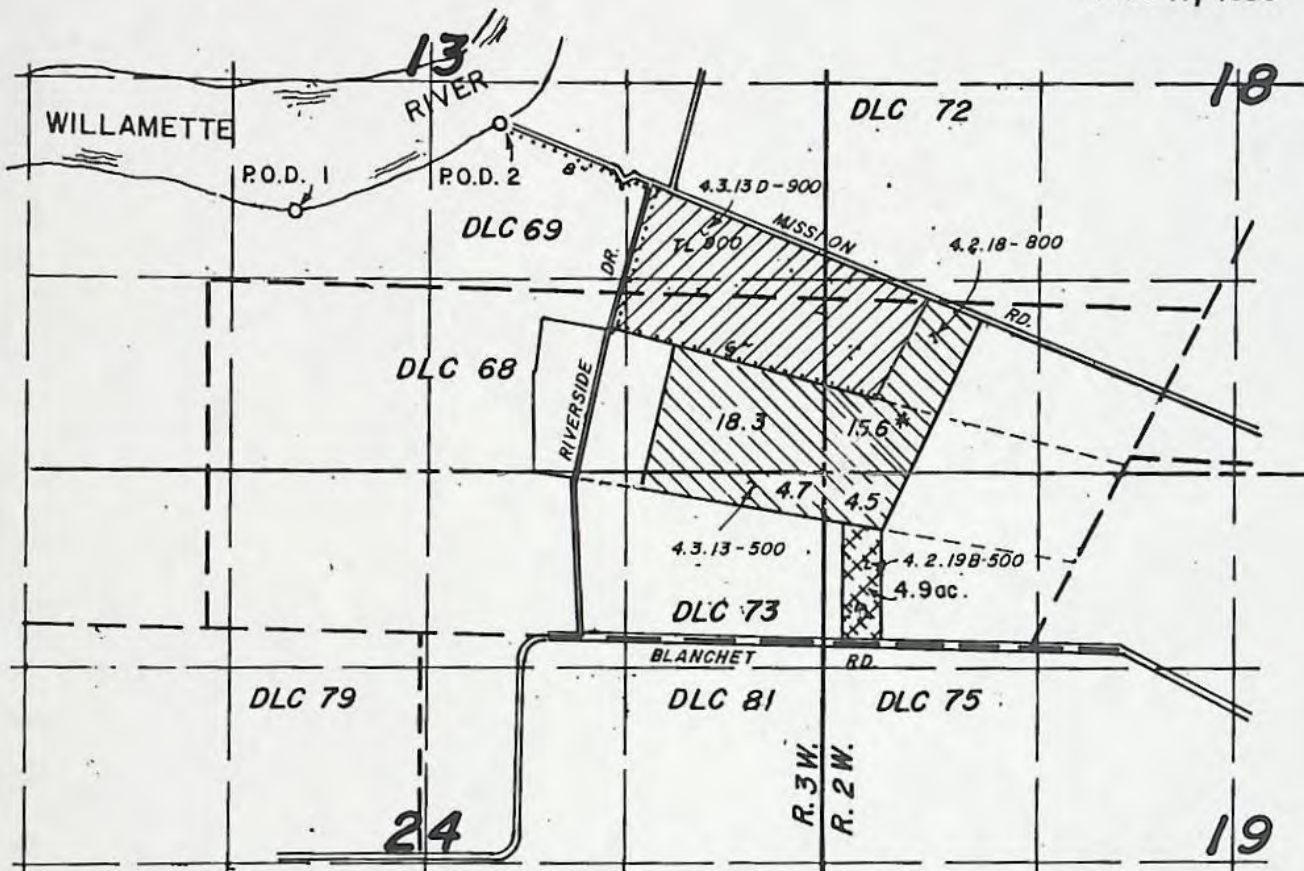 13
18
RIVER
WILLAMETTE
DLC 72
P.O.D. 1
P.O.D. 2
8"
4.3.13 D-900
DLC 69
TL 900
MISSION
4.2.18-800
DR.
RD.
6"
DLC 68
RIVERSIDE
18.3
15.6*
4.7
4.5
4.3.13-500
4.2.19B-500
4.9ac.
DLC 73
BLANCHET RD.
DLC 79
DLC 81
DLC 75
R.3W.
R.2W.
24
19